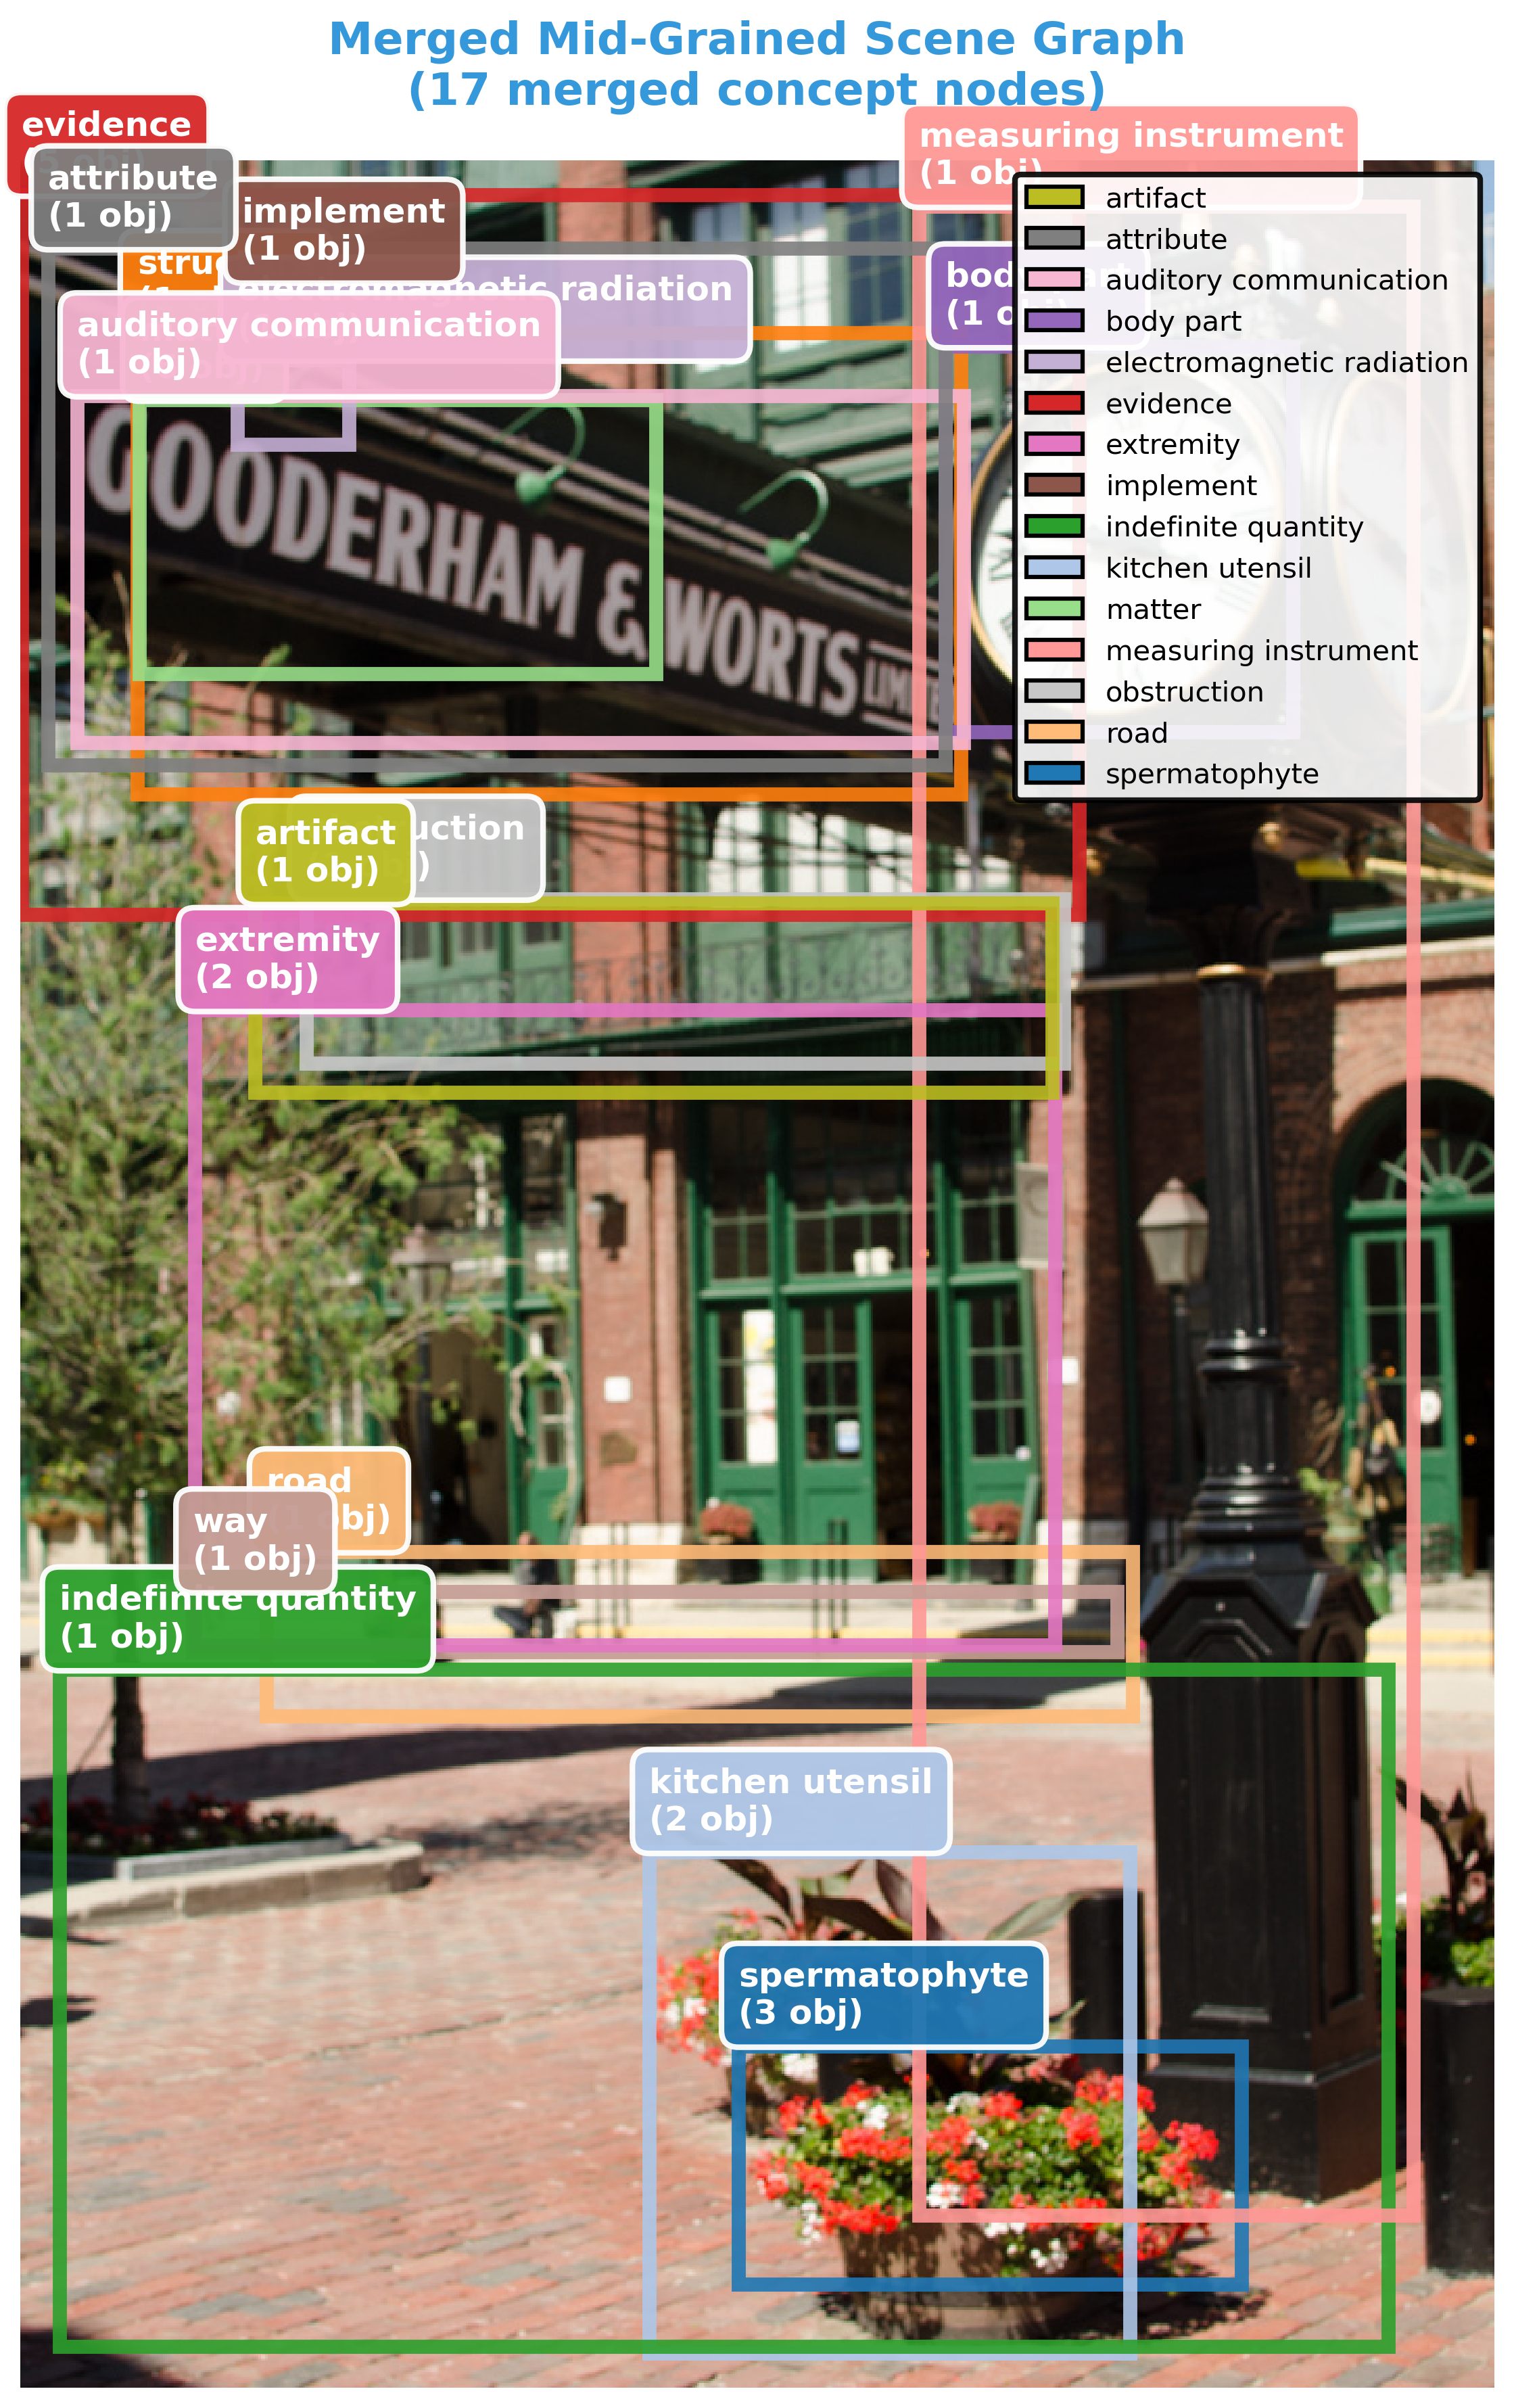 Merged Mid-Grained Scene Graph
(17 merged concept nodes)
evidence
measuring instrument
(1 obj)
attribute
(1 obj)
implement
(1 obj)
electromagnetic radiation
auditory communication
(1 obj)
artifact
attribute
auditory communication
body part
electromagnetic radiation
evidence
extremity
implement
indefinite quantity
kitchen utensil
matter
measuring instrument
obstruction
road
spermatophyte
GOODERHAM & WORTS
artifact
(1 obj)
extremity
(2 obj)
road
way
(1 obj)
indefinite quantity
(1 obj)
kitchen utensil
(2 obj)
spermatophyte
(3 obj)